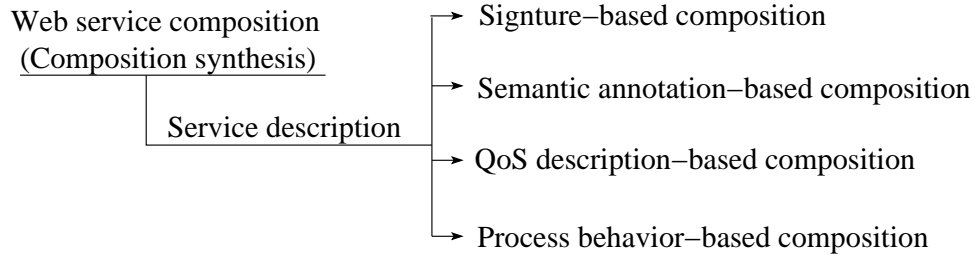 Web service composition
(Composition synthesis)
Service description
Signture−based composition
Semantic annotation−based composition
QoS description−based composition
Process behavior−based composition